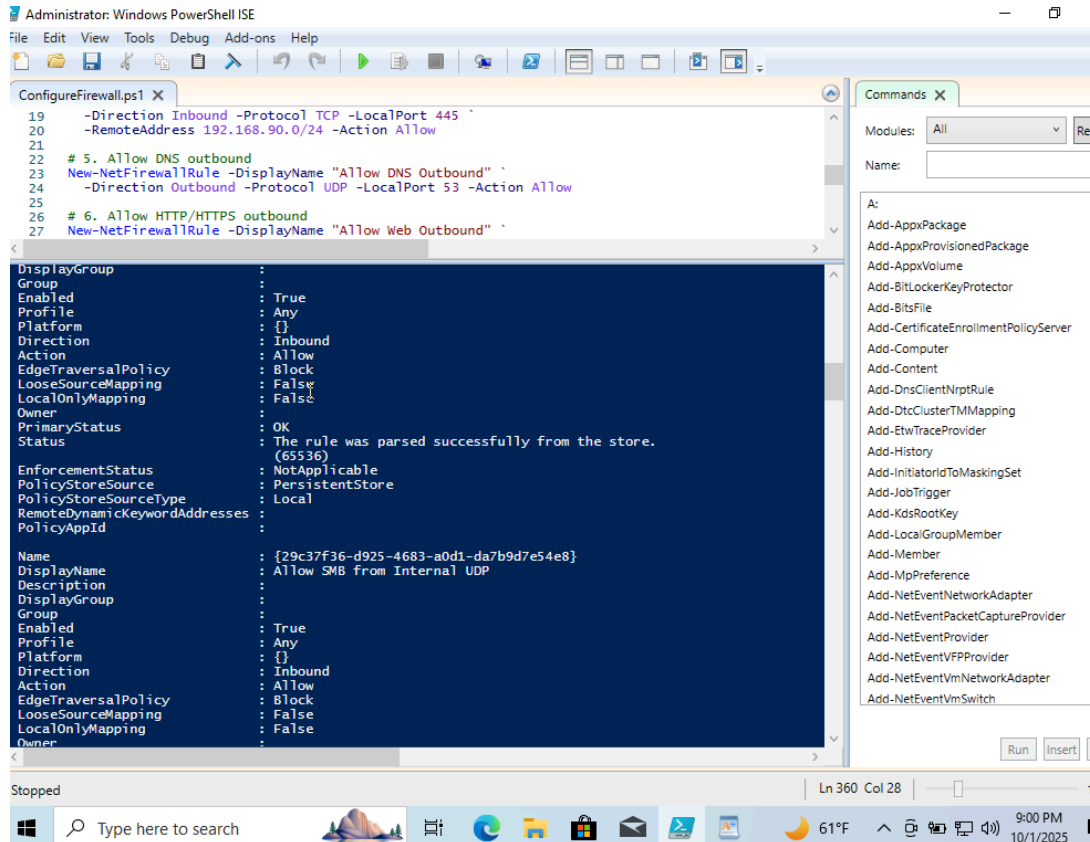 Administrator: Windows PowerShell ISE
File Edit View Tools Debug Add-ons Help
ConfigureFirewall.ps1 X
19 -Direction Inbound -Protocol TCP -LocalPort 445 `
20 -RemoteAddress 192.168.90.0/24 -Action Allow
21
22 # 5. Allow DNS outbound
23 New-NetFirewallRule -DisplayName "Allow DNS Outbound" `
24 -Direction Outbound -Protocol UDP -LocalPort 53 -Action Allow
25
26 # 6. Allow HTTP/HTTPS outbound
27 New-NetFirewallRule -DisplayName "Allow Web Outbound" `
DisplayGroup :
Group :
Enabled : True
Profile : Any
Platform : {}
Direction : Inbound
Action : Allow
EdgeTraversalPolicy : Block
LooseSourceMapping : False
LocalOnlyMapping : False
Owner :
PrimaryStatus : OK
Status : The rule was parsed successfully from the store.
(65536)
EnforcementStatus : NotApplicable
PolicyStoreSource : PersistentStore
PolicyStoreSourceType : Local
RemoteDynamicKeywordAddresses :
PolicyAppId :
Name : {29c37f36-d925-4683-a0d1-da7b9d7e54e8}
DisplayName : Allow SMB from Internal UDP
Description :
DisplayGroup :
Group :
Enabled : True
Profile : Any
Platform : {}
Direction : Inbound
Action : Allow
EdgeTraversalPolicy : Block
LooseSourceMapping : False
LocalOnlyMapping : False
Owner :
Commands X
Modules: All Re
Name:
A:
Add-AppxPackage
Add-AppxProvisionedPackage
Add-AppxVolume
Add-BitLockerKeyProtector
Add-BitsFile
Add-CertificateEnrollmentPolicyServer
Add-Computer
Add-Content
Add-DnsClientNrptRule
Add-DtcClusterTMMapping
Add-EtwTraceProvider
Add-History
Add-InitiatorIdToMaskingSet
Add-JobTrigger
Add-KdsRootKey
Add-LocalGroupMember
Add-Member
Add-MpPreference
Add-NetEventNetworkAdapter
Add-NetEventPacketCaptureProvider
Add-NetEventProvider
Add-NetEventVFPProvider
Add-NetEventVmNetworkAdapter
Add-NetEventVmSwitch
Run Insert
Stopped Ln 360 Col 28
Type here to search 61°F 9:00 PM
10/1/2025